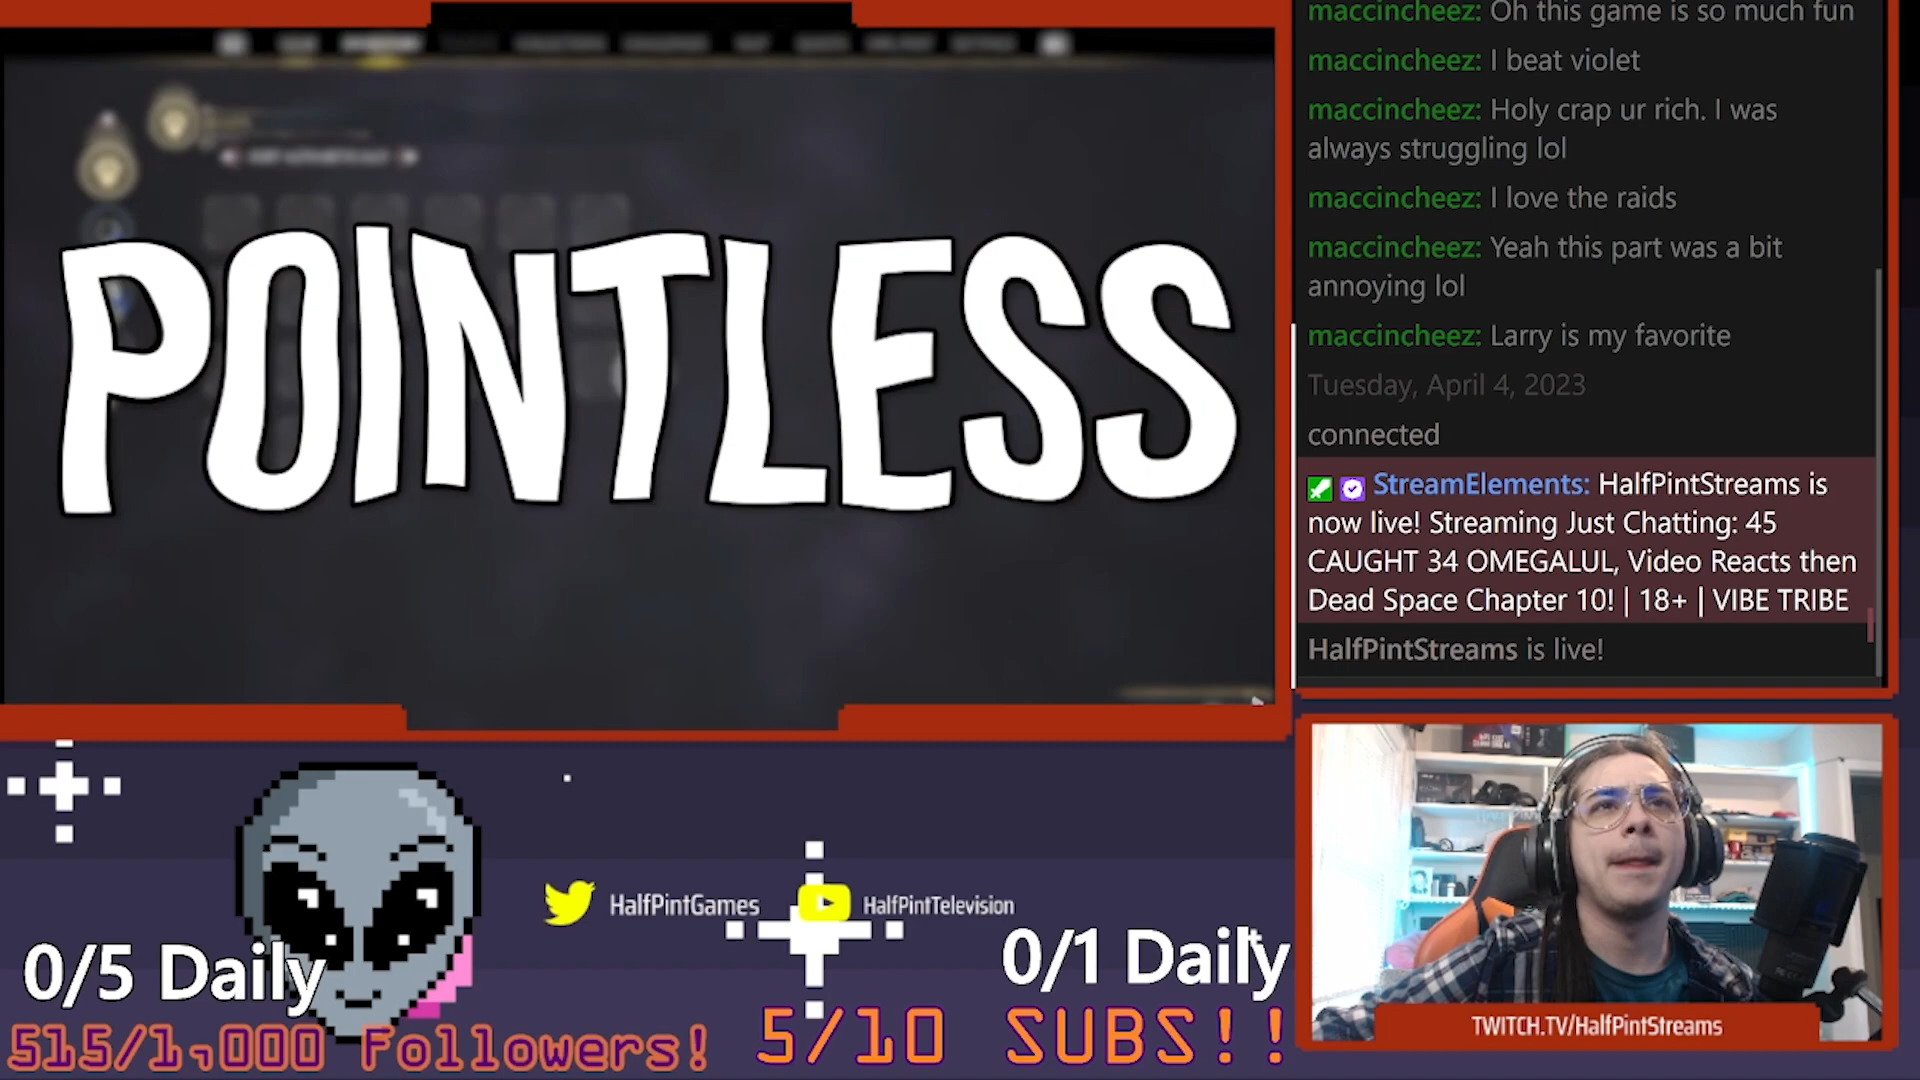 POINTLESS
maccincheez: Oh this game is so much fun
maccincheez: I beat violet
maccincheez: Holy crap ur rich. I was
always struggling lol
maccincheez: I love the raids
maccincheez: Yeah this part was a bit
annoying lol
maccincheez: Larry is my favorite
Tuesday, April 4, 2023
connected
StreamElements: HalfPintStreams is
now live! Streaming Just Chatting: 45
CAUGHT 34 OMEGALUL, Video Reacts then
Dead Space Chapter 10! | 18+ | VIBE TRIBE
HalfPintStreams is live!
HalfPintGames
HalfPintTelevision
0/5 Daily
0/1 Daily
515/1,000 Followers!
5/10 SUBS!!
TWITCH.TV/HalfPintStreams